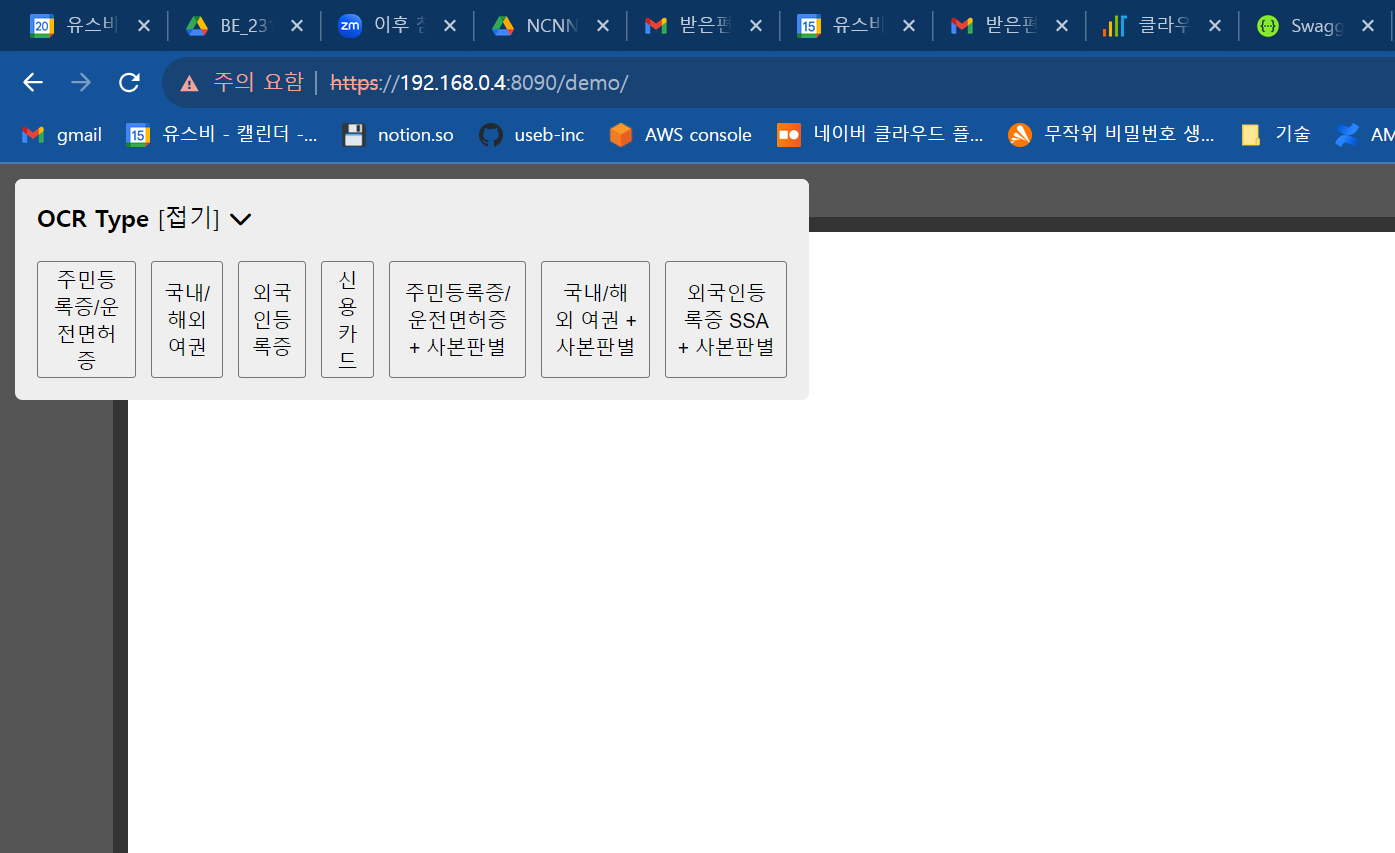 유스비
BE_231
이후 참
NCNN
받은편
유스비
받은편
클라우
Swagg
주의 요함
https://192.168.0.4:8090/demo/
gmail
유스비 - 캘린더 -...
notion.so
useb-inc
AWS console
네이버 클라우드 플...
무작위 비밀번호 생...
기술
AM
OCR Type [접기]
주민등
록증/운
전면허
증
국내/
해외
여권
외국
인등
록증
신
용
카
드
주민등록증/
운전면허증
+ 사본판별
국내/해
외 여권 +
사본판별
외국인등
록증 SSA
+ 사본판별